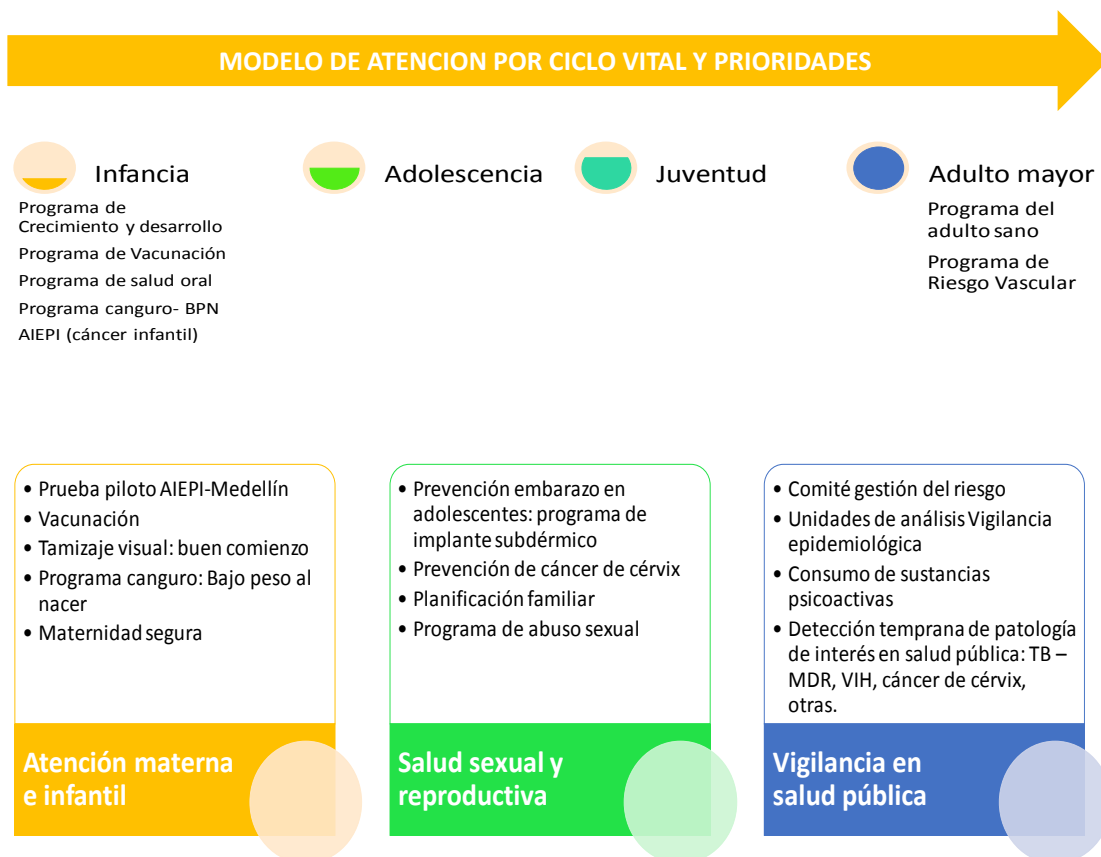 MODELO DE ATENCION POR CICLO VITAL Y PRIORIDADES
Infancia
Programa de
Crecimiento y desarrollo
Programa de Vacunación
Programa de salud oral
Programa canguro- BPN
AIEPI (cáncer infantil)
Adolescencia
Juventud
Adulto mayor
Programa del
adulto sano
Programa de
Riesgo Vascular
• Prueba piloto AIEPI-Medellín
• Vacunación
• Tamizaje visual: buen comienzo
• Programa canguro: Bajo peso al
nacer
• Maternidad segura
Atención materna
e infantil
• Prevención embarazo en
adolescentes: programa de
implante subdérmico
• Prevención de cáncer de cérvix
• Planificación familiar
• Programa de abuso sexual
Salud sexual y
reproductiva
• Comité gestión del riesgo
• Unidades de análisis Vigilancia
epidemiológica
• Consumo de sustancias
psicoactivas
• Detección temprana de patología
de interés en salud pública: TB –
MDR, VIH, cáncer de cérvix,
otras.
Vigilancia en
salud pública